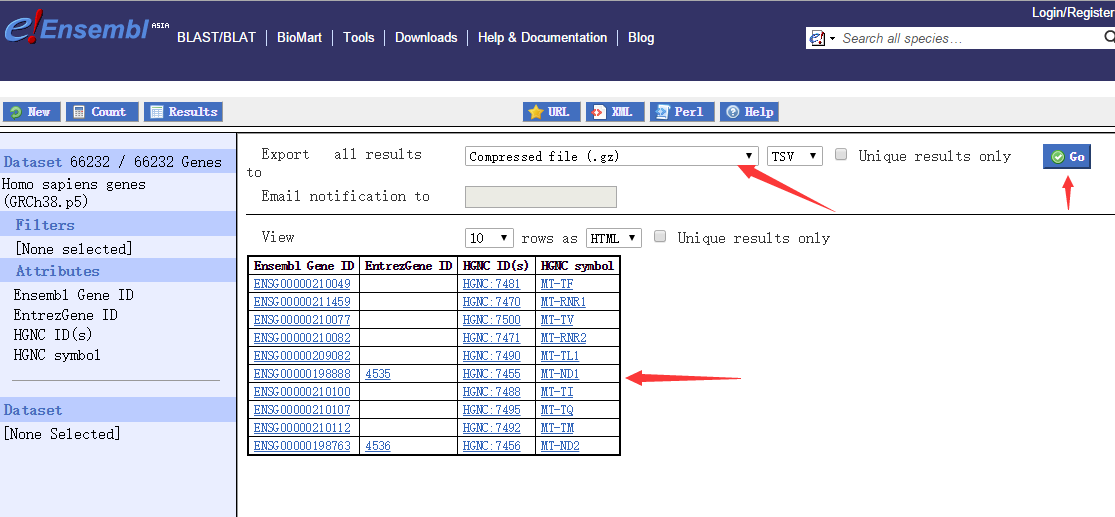 e!Ensembl ASIA
Login/Register
BLAST/BLAT | BioMart | Tools | Downloads | Help & Documentation | Blog
Search all species…
New Count Results URL XML Perl Help
Dataset 66232 / 66232 Genes
Homo sapiens genes
(GRCh38.p5)
Filters
[None selected]
Attributes
Ensembl Gene ID
EntrezGene ID
HGNC ID(s)
HGNC symbol
Dataset
[None Selected]
Export all results
to
Compressed file (.gz) TSV Unique results only Go
Email notification to
View 10 rows as HTML Unique results only
Ensembl Gene ID EntrezGene ID HGNC ID(s) HGNC symbol
ENSG00000210049 HGNC:7481 MT-TF
ENSG00000211459 HGNC:7470 MT-RNR1
ENSG00000210077 HGNC:7500 MT-TV
ENSG00000210082 HGNC:7471 MT-RNR2
ENSG00000209082 HGNC:7490 MT-TL1
ENSG00000198888 4535 HGNC:7455 MT-ND1
ENSG00000210100 HGNC:7488 MT-TI
ENSG00000210107 HGNC:7495 MT-TQ
ENSG00000210112 HGNC:7492 MT-TM
ENSG00000198763 4536 HGNC:7456 MT-ND2